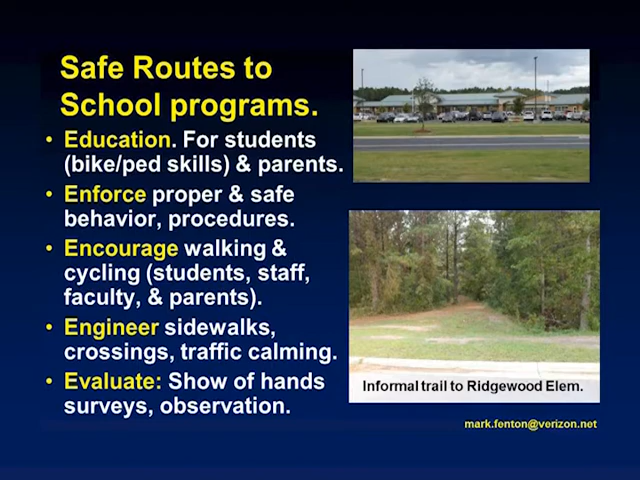 Safe Routes to
School programs.
• Education. For students
(bike/ped skills) & parents.
• Enforce proper & safe
behavior, procedures.
• Encourage walking &
cycling (students, staff,
faculty, & parents).
• Engineer sidewalks,
crossings, traffic calming.
• Evaluate: Show of hands
surveys, observation.
Informal trail to Ridgewood Elem.
mark.fenton@verizon.net